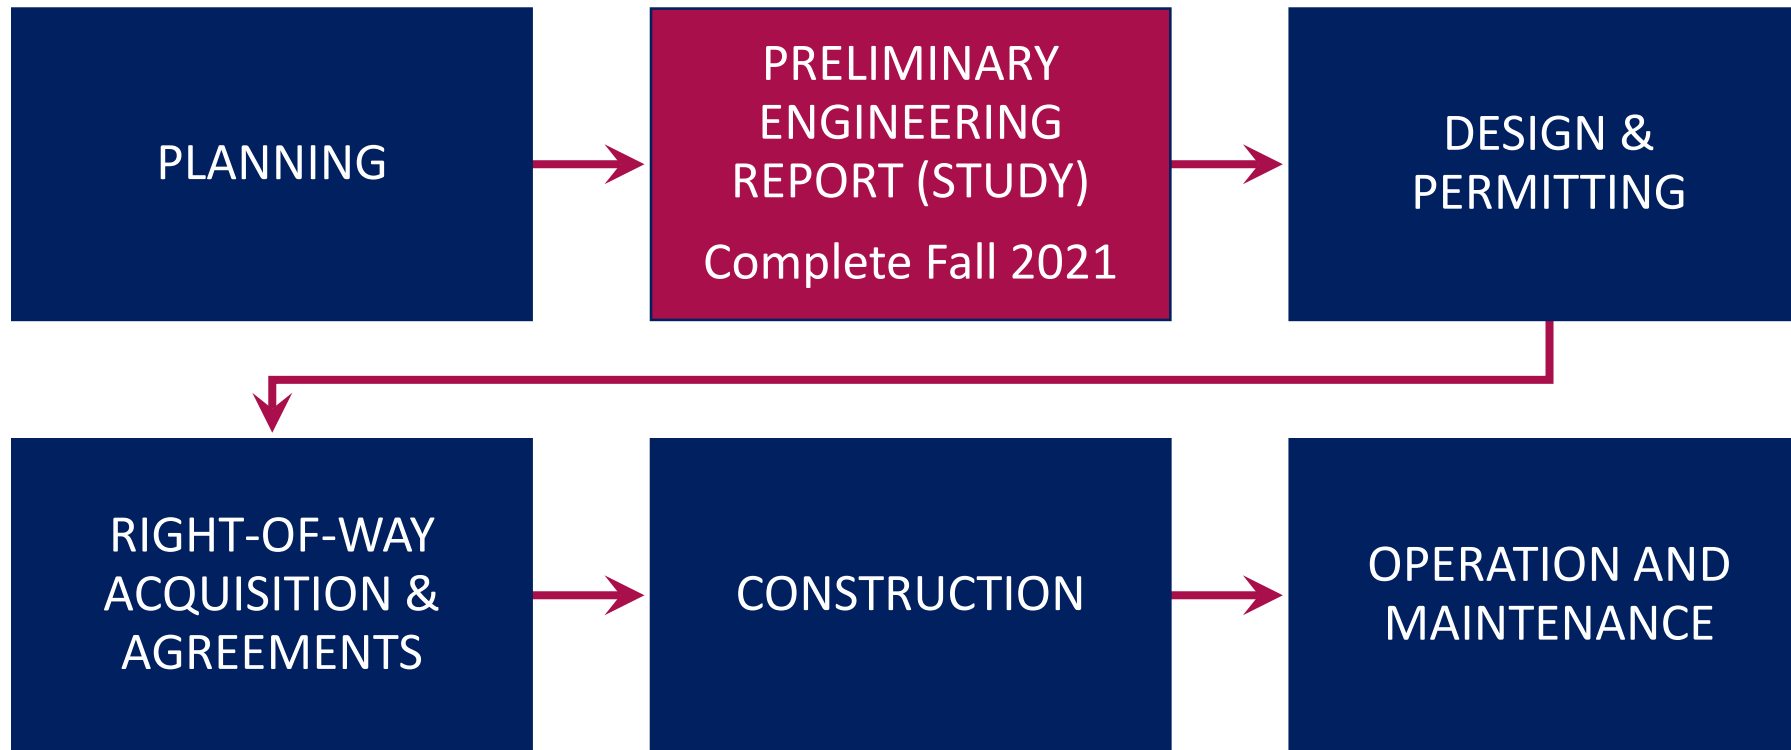 PLANNING
PRELIMINARY
ENGINEERING
REPORT (STUDY)
Complete Fall 2021
DESIGN &
PERMITTING
RIGHT-OF-WAY
ACQUISITION &
AGREEMENTS
CONSTRUCTION
OPERATION AND
MAINTENANCE